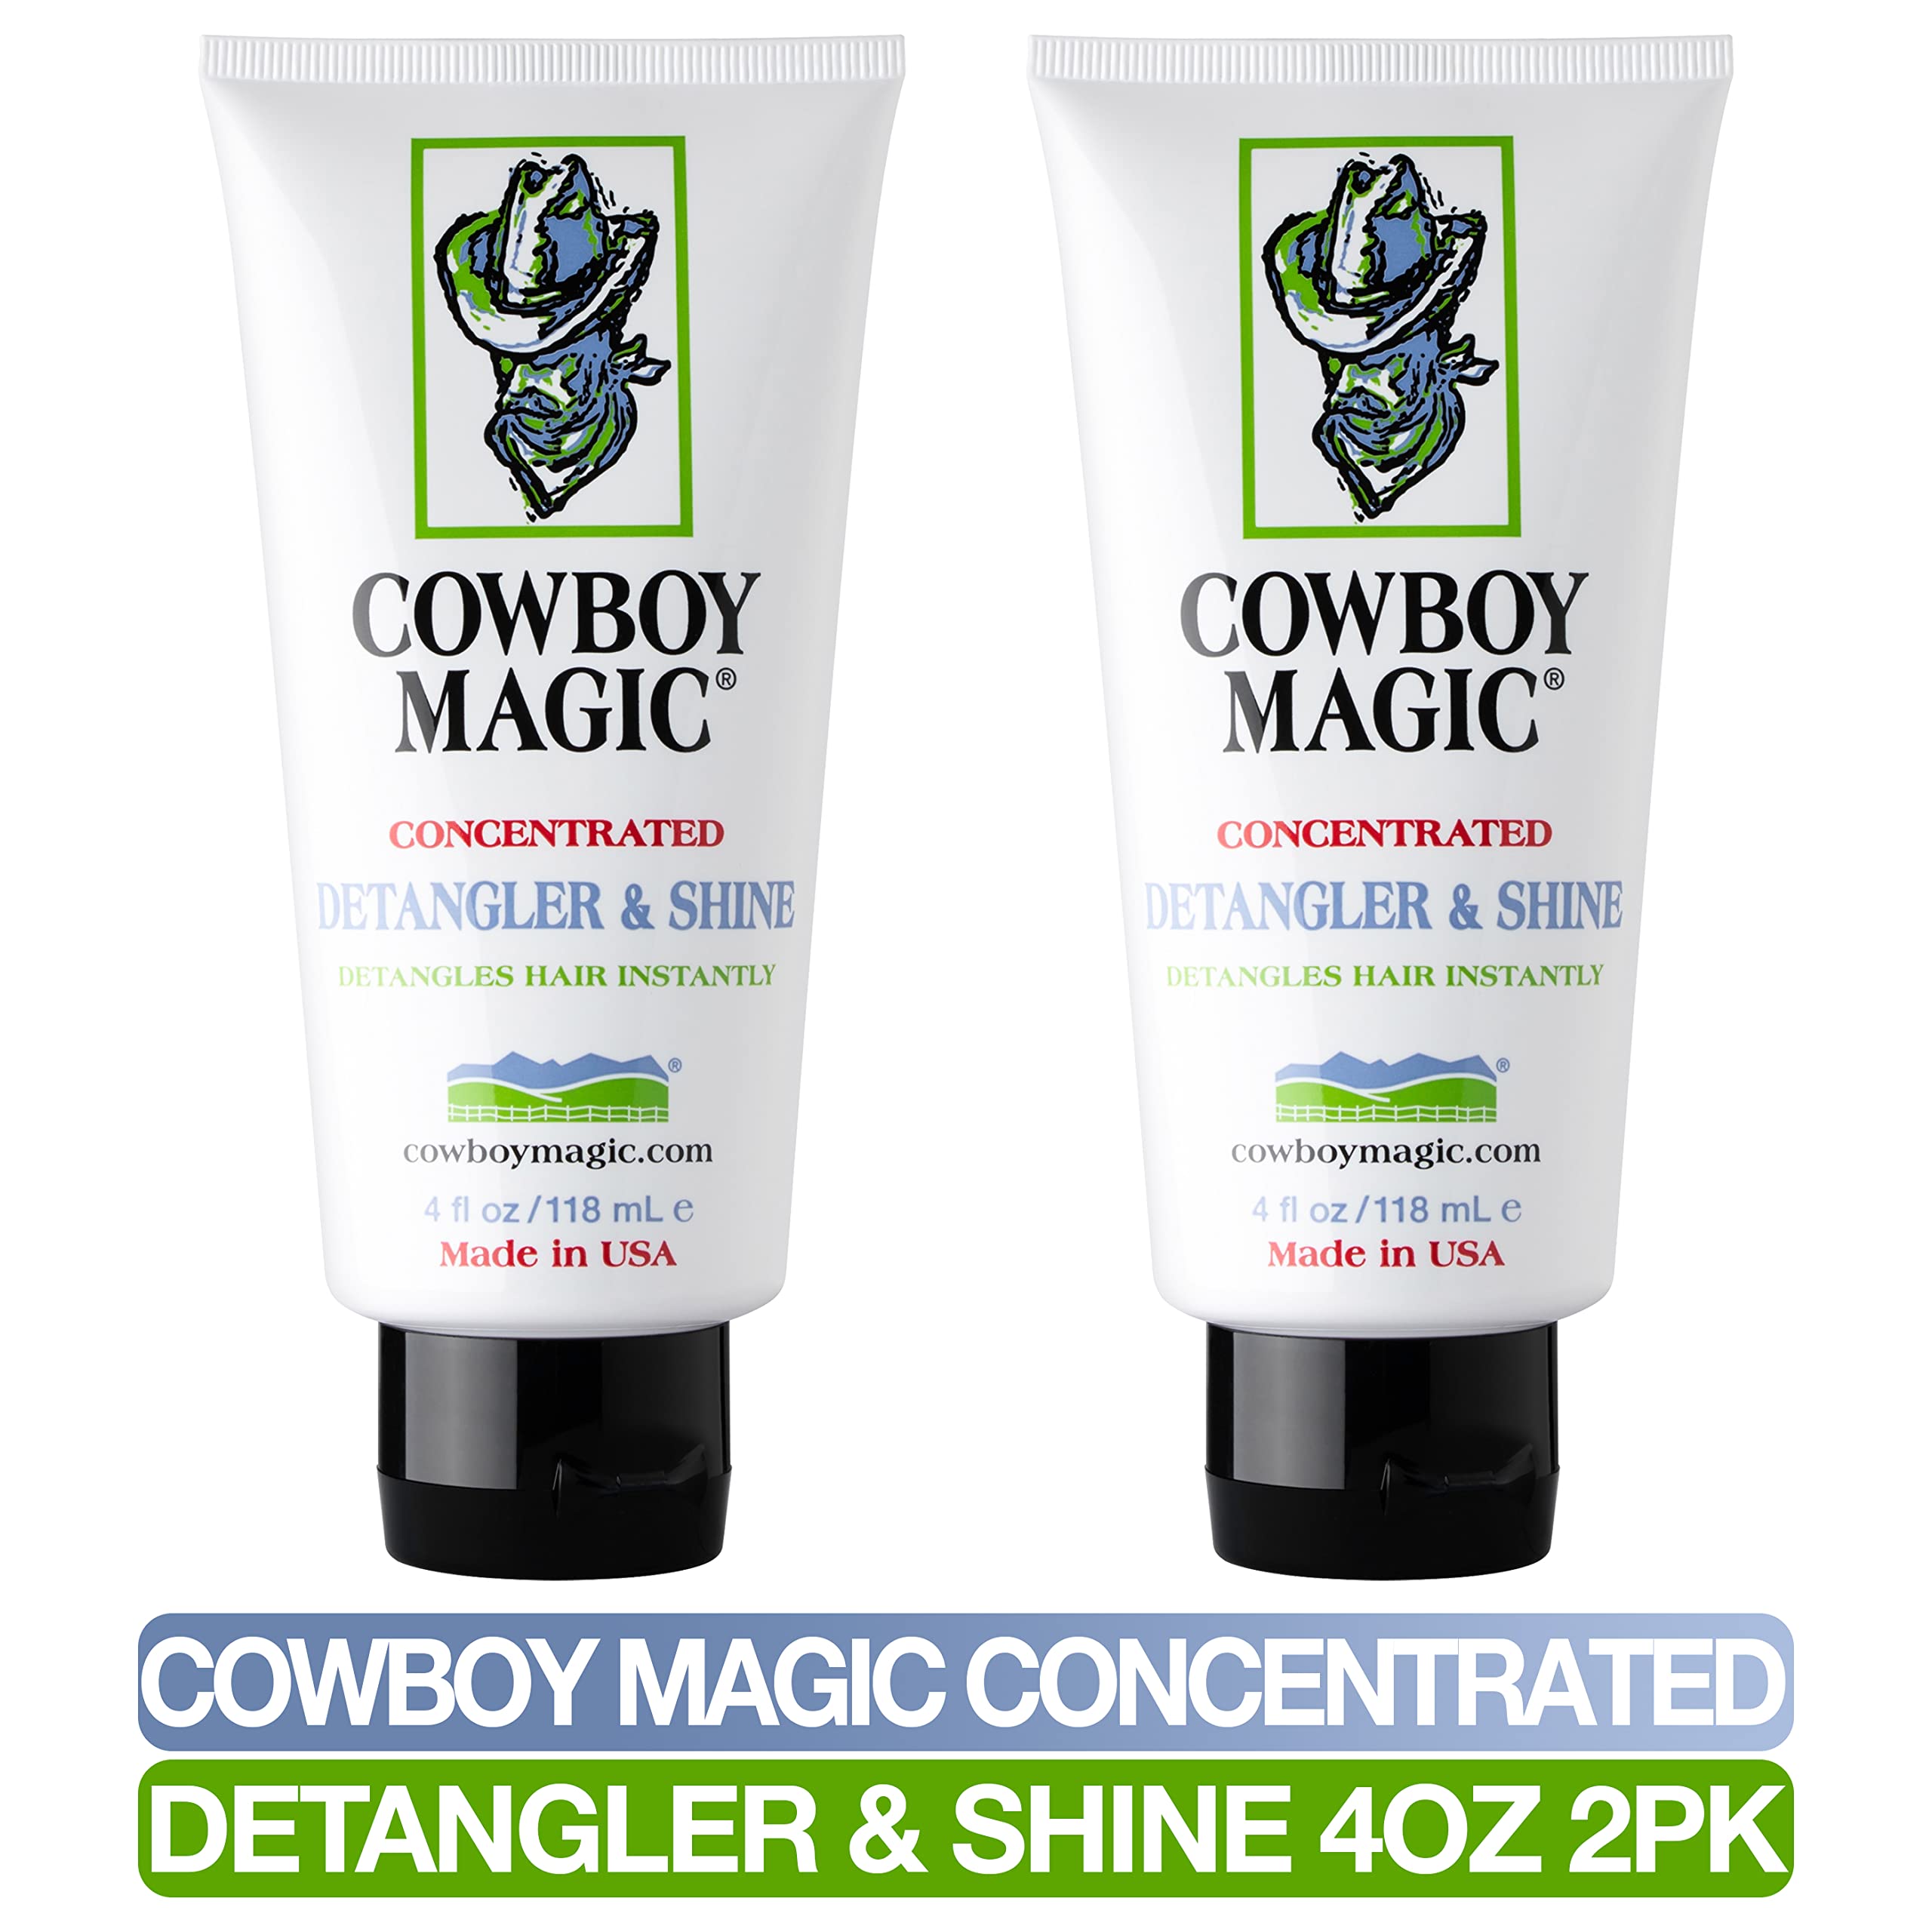 COWBOY
MAGIC®
CONCENTRATED
DETANGLER & SHINE
DETANGLES HAIR INSTANTLY
®
cowboymagic.com
4 fl oz/118 mL e
Made in USA
COWBOY
MAGIC®
CONCENTRATED
DETANGLER & SHINE
DETANGLES HAIR INSTANTLY
®
cowboymagic.com
4 fl oz/118 mL e
Made in USA
COWBOY MAGIC CONCENTRATED
DETANGLER & SHINE 4OZ 2PK